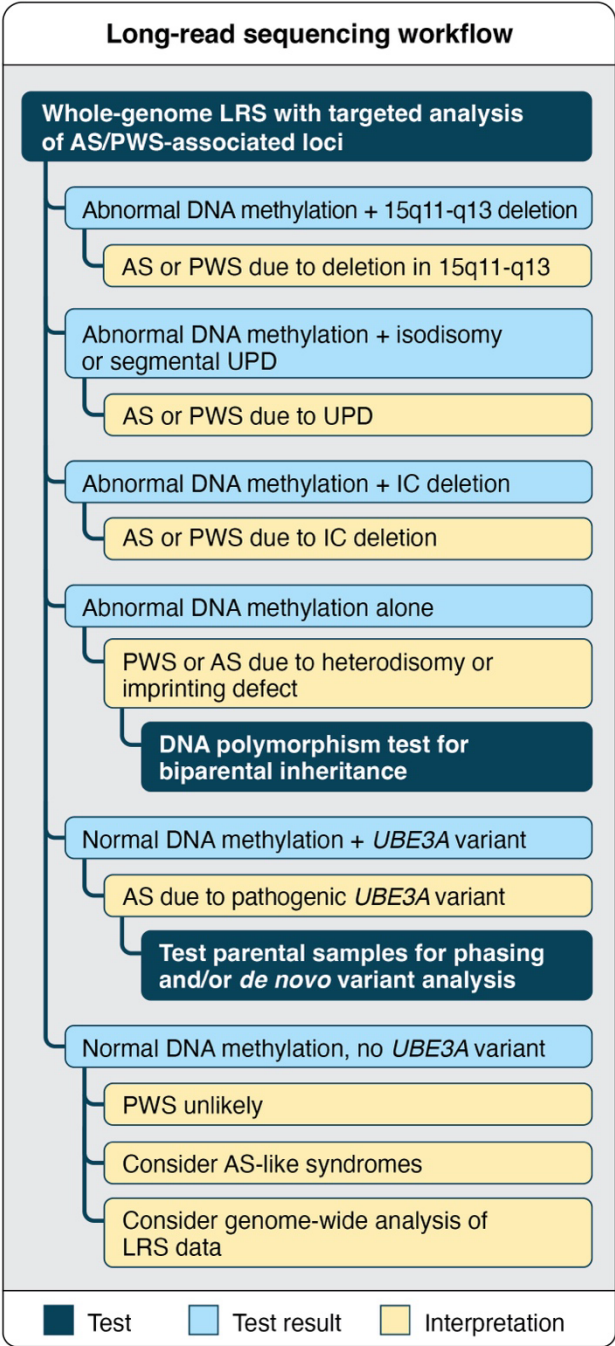 Long-read sequencing workflow
Whole-genome LRS with targeted analysis
of AS/PWS-associated loci
Abnormal DNA methylation + 15q11-q13 deletion
AS or PWS due to deletion in 15q11-q13
Abnormal DNA methylation + isodisomy
or segmental UPD
AS or PWS due to UPD
Abnormal DNA methylation + IC deletion
AS or PWS due to IC deletion
Abnormal DNA methylation alone
PWS or AS due to heterodisomy or
imprinting defect
DNA polymorphism test for
biparental inheritance
Normal DNA methylation + UBE3A variant
AS due to pathogenic UBE3A variant
Test parental samples for phasing
and/or de novo variant analysis
Normal DNA methylation, no UBE3A variant
PWS unlikely
Consider AS-like syndromes
Consider genome-wide analysis of
LRS data
Test
Test result
Interpretation